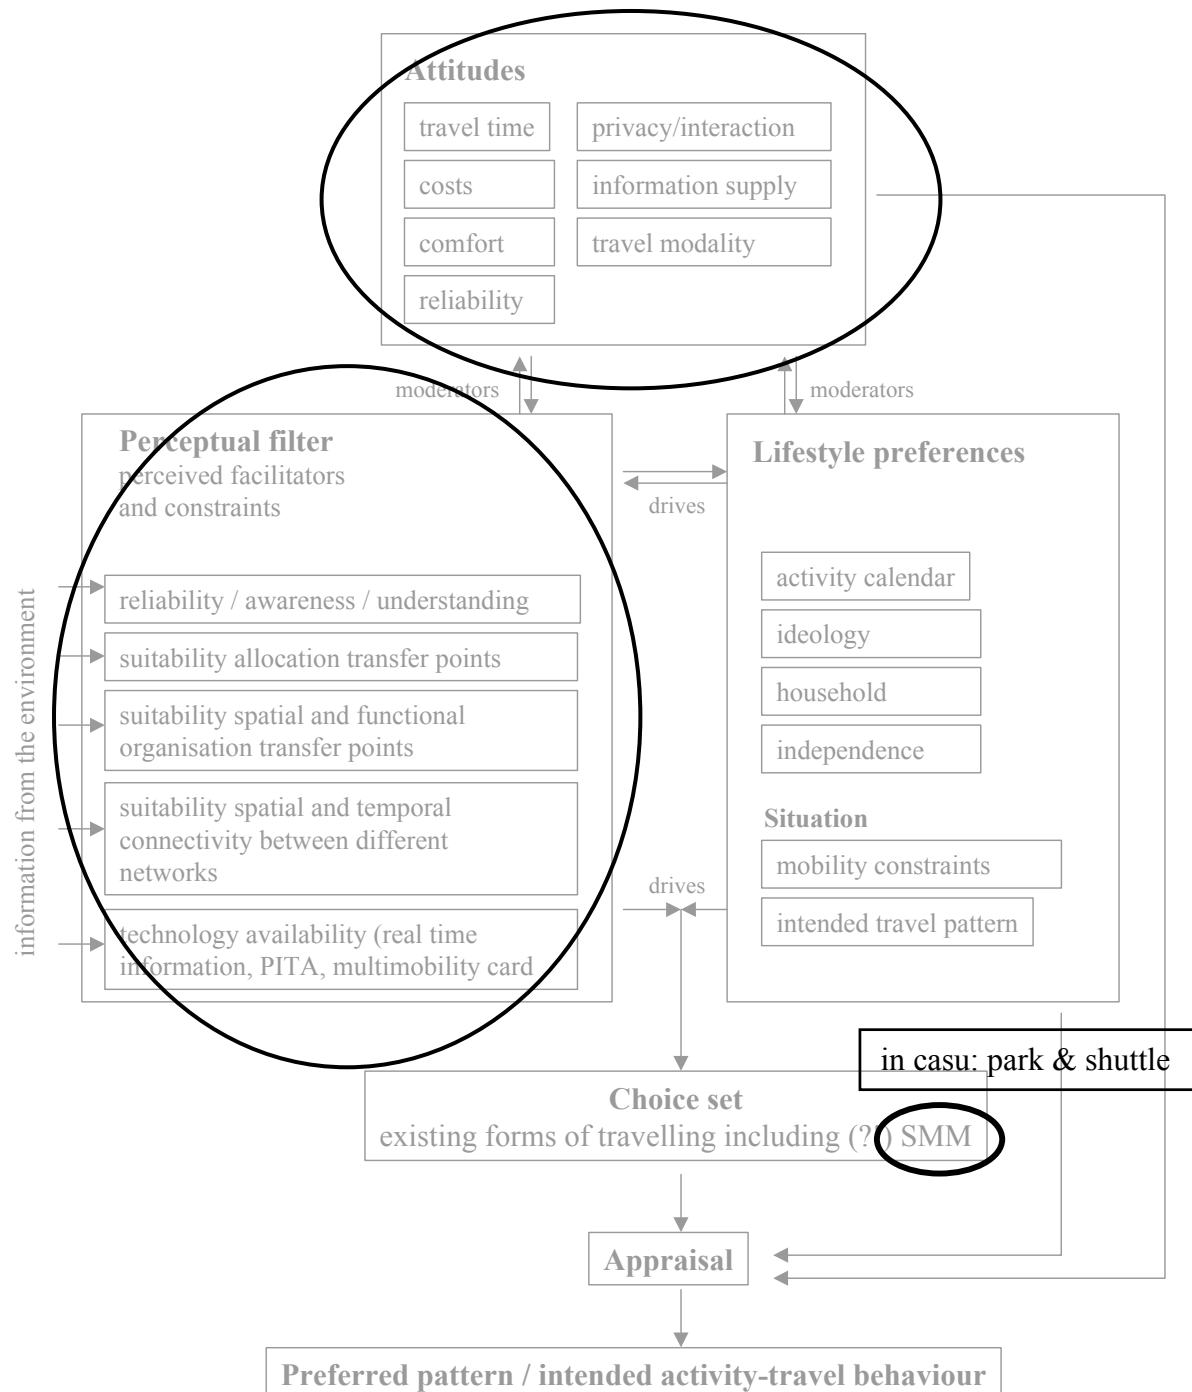 Attitudes
travel time
privacy/interaction
costs
information supply
comfort
travel modality
reliability
moderators
moderators
Perceptual filter
perceived facilitators
and constraints
Lifestyle preferences
drives
information from the environment
reliability / awareness / understanding
suitability allocation transfer points
suitability spatial and functional
organisation transfer points
suitability spatial and temporal
connectivity between different
networks
technology availability (real time
information, PITA, multimobility card
activity calendar
ideology
household
independence
Situation
mobility constraints
intended travel pattern
drives
in casu: park & shuttle
Choice set
existing forms of travelling including (?!) SMM
Appraisal
Preferred pattern / intended activity-travel behaviour